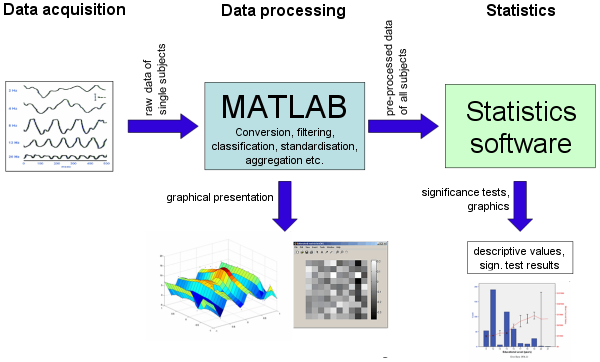 Data acquisition
Data processing
Statistics
raw data of
single subjects
pre-processed data
of all subjects
MATLAB
Conversion, filtering,
classification, standardisation,
aggregation etc.
Statistics
software
graphical presentation
significance tests,
graphics
descriptive values,
sign. test results